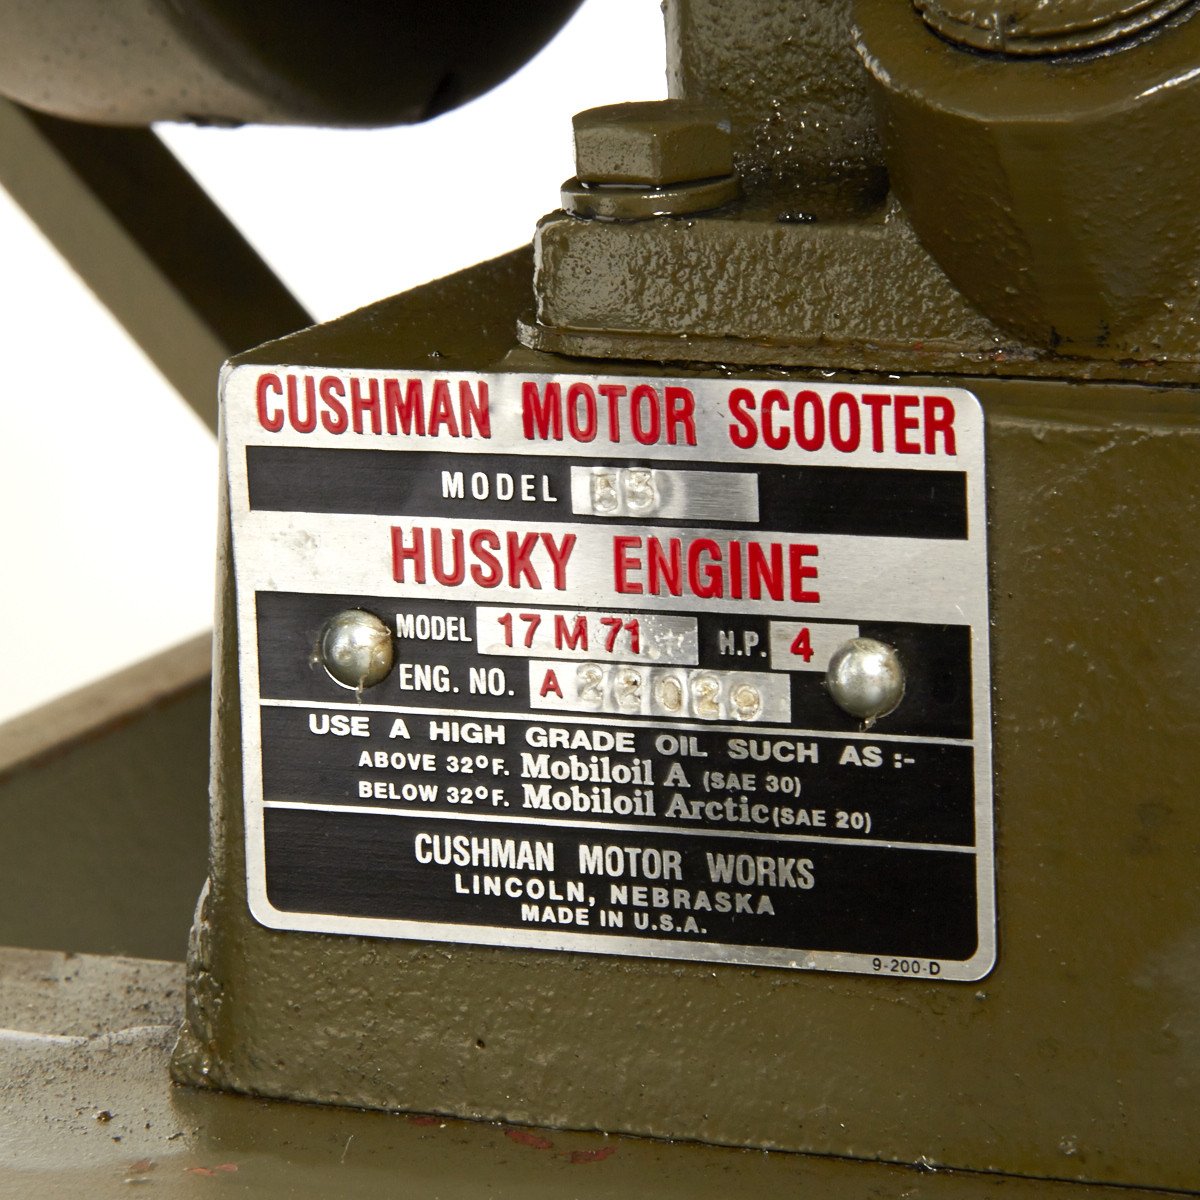 CUSHMAN MOTOR SCOOTER
MODEL 53
HUSKY ENGINE
MODEL 17 M 71 H.P. 4
ENG. NO. A 22029
USE A HIGH GRADE OIL SUCH AS :-
ABOVE 32°F. Mobiloil A (SAE 30)
BELOW 32°F. Mobiloil Arctic (SAE 20)
CUSHMAN MOTOR WORKS
LINCOLN, NEBRASKA
MADE IN U.S.A.
9-200-D